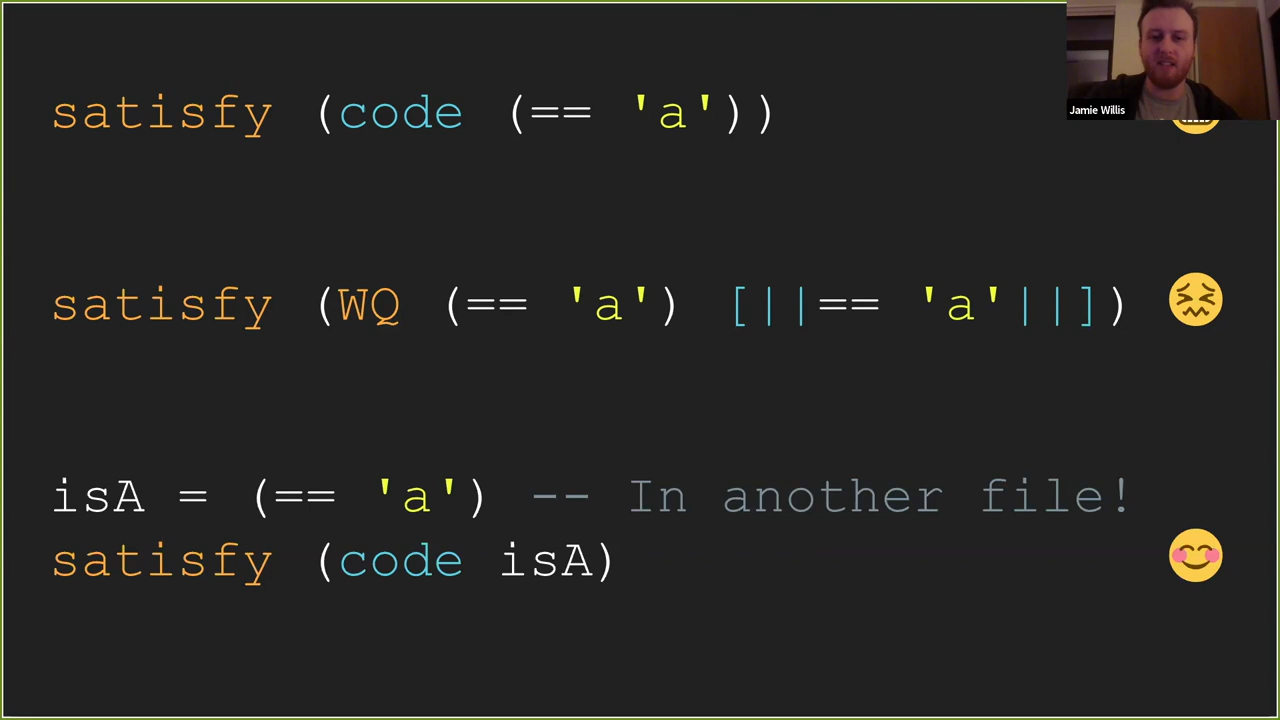 satisfy (code (== 'a'))
Jamie Willis
satisfy (WQ (== 'a') [||== 'a'||])
isA = (== 'a') -- In another file!
satisfy (code isA)